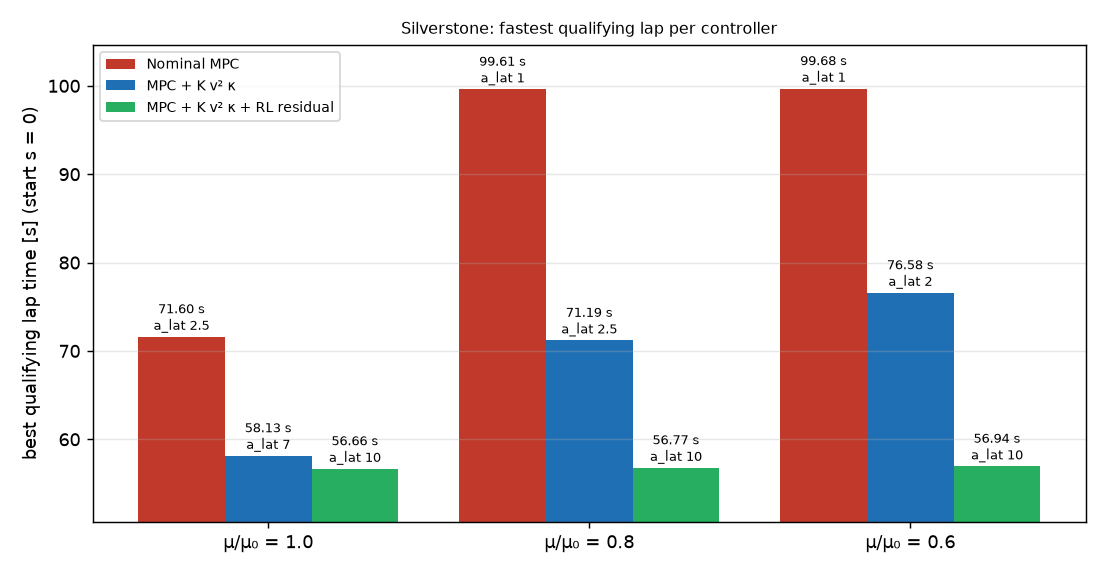 Silverstone: fastest qualifying lap per controller
Nominal MPC
MPC + K v² κ
MPC + K v² κ + RL residual
best qualifying lap time [s] (start s = 0)
100
90
80
70
60
71.60 s
a_lat 2.5
58.13 s
a_lat 7
56.66 s
a_lat 10
99.61 s
a_lat 1
71.19 s
a_lat 2.5
56.77 s
a_lat 10
99.68 s
a_lat 1
76.58 s
a_lat 2
56.94 s
a_lat 10
μ/μ₀ = 1.0
μ/μ₀ = 0.8
μ/μ₀ = 0.6